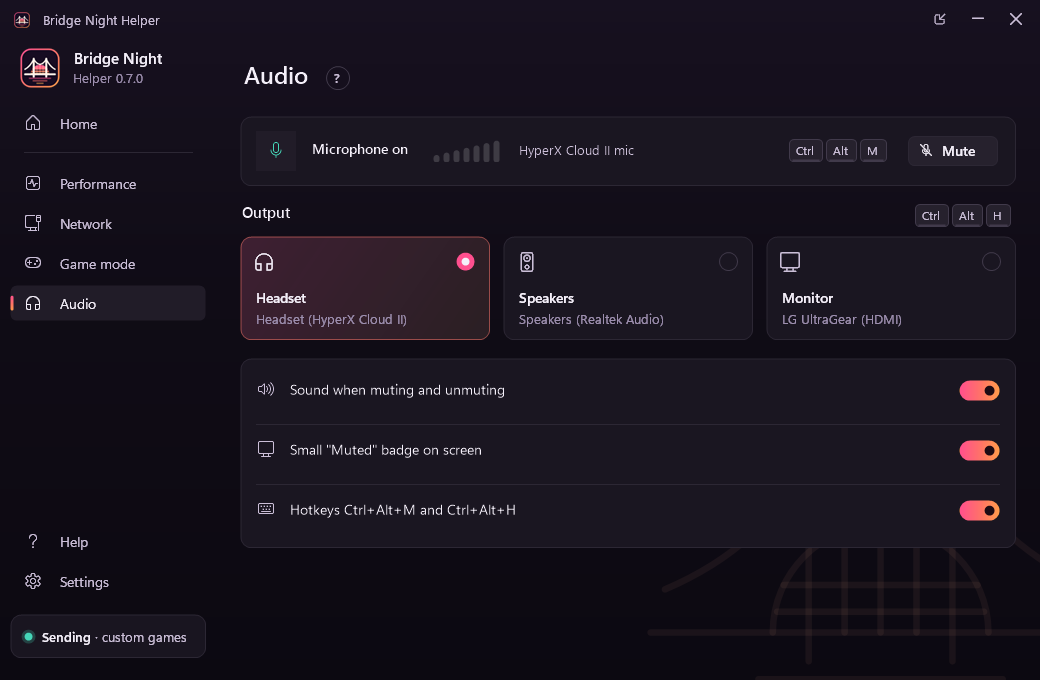 Bridge Night Helper
Bridge Night
Helper 0.7.0
Home
Performance
Network
Game mode
Audio
Help
Settings
Sending · custom games
Audio ?
Microphone on
HyperX Cloud II mic
Ctrl Alt M
Mute
Output
Ctrl Alt H
Headset
Headset (HyperX Cloud II)
Speakers
Speakers (Realtek Audio)
Monitor
LG UltraGear (HDMI)
Sound when muting and unmuting
Small "Muted" badge on screen
Hotkeys Ctrl+Alt+M and Ctrl+Alt+H